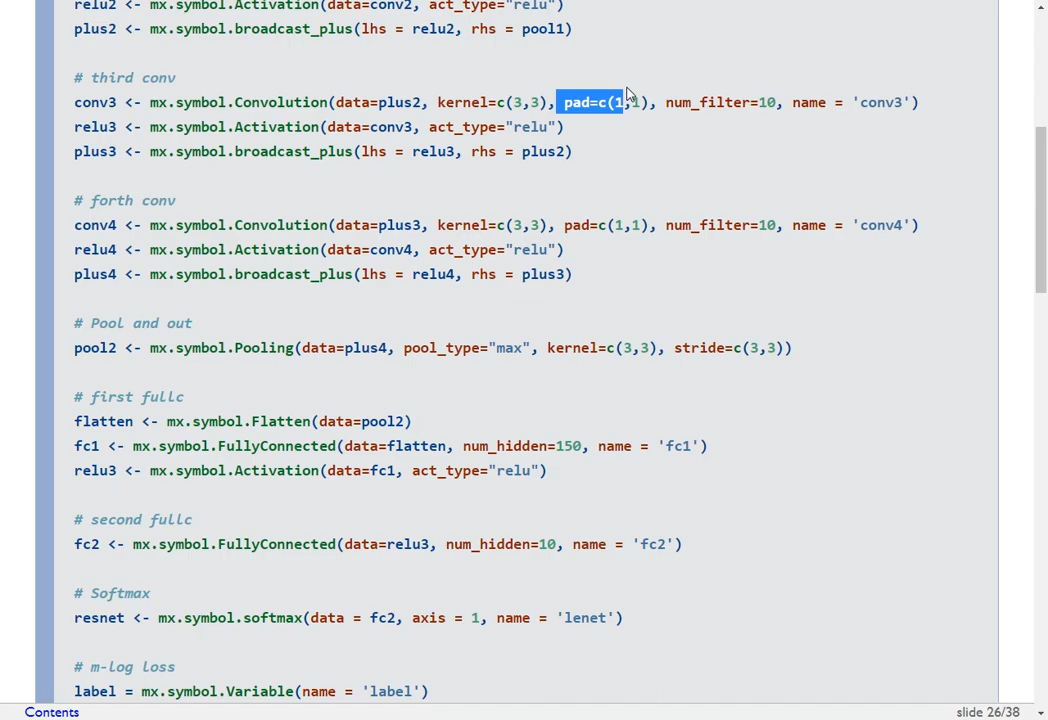 relu2 <- mx.symbol.Activation(data=conv2, act_type="relu")
plus2 <- mx.symbol.broadcast_plus(lhs = relu2, rhs = pool1)
# third conv
conv3 <- mx.symbol.Convolution(data=plus2, kernel=c(3,3), pad=c(1,1), num_filter=10, name = 'conv3')
relu3 <- mx.symbol.Activation(data=conv3, act_type="relu")
plus3 <- mx.symbol.broadcast_plus(lhs = relu3, rhs = plus2)
# forth conv
conv4 <- mx.symbol.Convolution(data=plus3, kernel=c(3,3), pad=c(1,1), num_filter=10, name = 'conv4')
relu4 <- mx.symbol.Activation(data=conv4, act_type="relu")
plus4 <- mx.symbol.broadcast_plus(lhs = relu4, rhs = plus3)
# Pool and out
pool2 <- mx.symbol.Pooling(data=plus4, pool_type="max", kernel=c(3,3), stride=c(3,3))
# first fullc
flatten <- mx.symbol.Flatten(data=pool2)
fc1 <- mx.symbol.FullyConnected(data=flatten, num_hidden=150, name = 'fc1')
relu3 <- mx.symbol.Activation(data=fc1, act_type="relu")
# second fullc
fc2 <- mx.symbol.FullyConnected(data=relu3, num_hidden=10, name = 'fc2')
# Softmax
resnet <- mx.symbol.softmax(data = fc2, axis = 1, name = 'lenet')
# m-log loss
label = mx.symbol.Variable(name = 'label')
Contents
slide 26/38